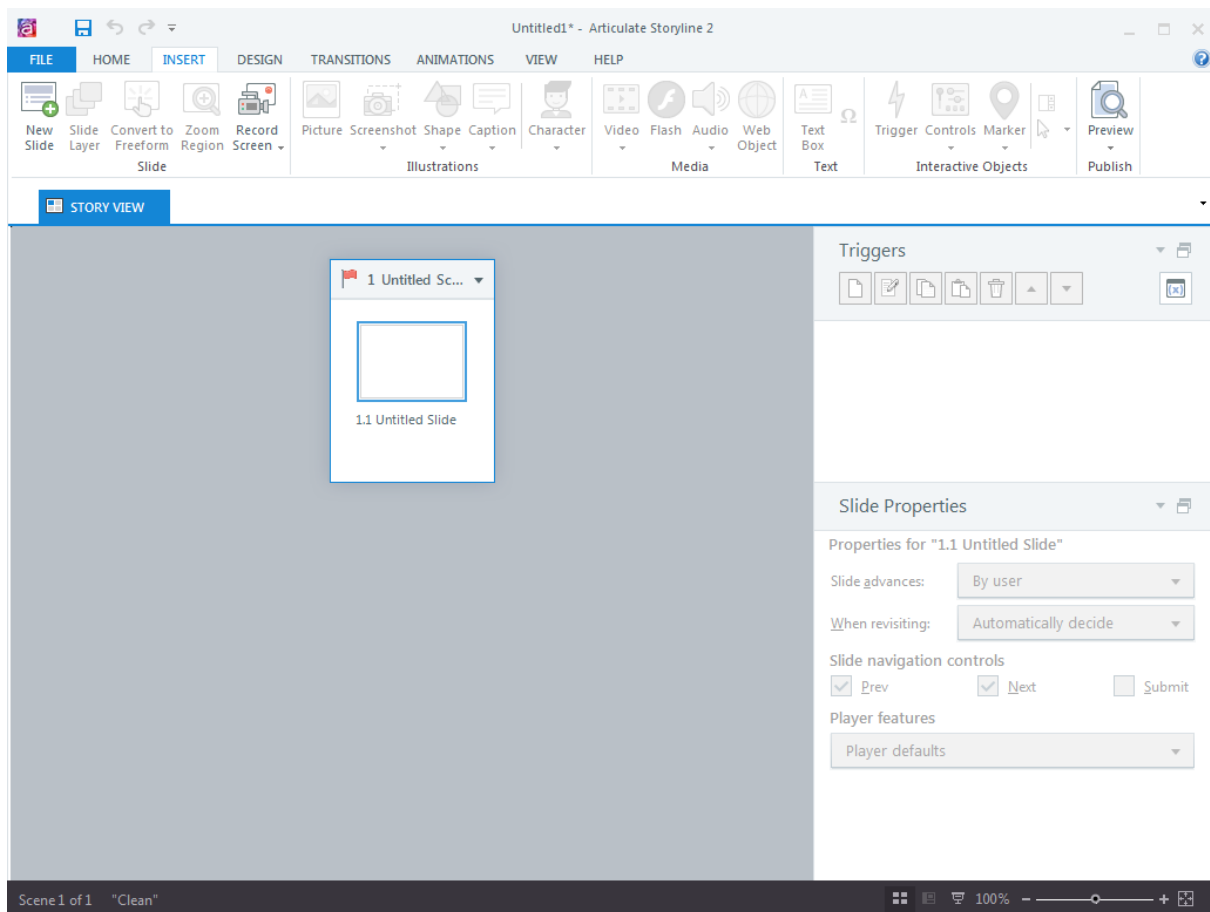 Untitled1* - Articulate Storyline 2
FILE HOME INSERT DESIGN TRANSITIONS ANIMATIONS VIEW HELP
New Slide Slide Layer Convert to Freeform Zoom Region Record Screen Picture Screenshot Shape Caption Character Video Flash Audio Web Object Text Box Ω Trigger Controls Marker Preview
Slide Illustrations Media Text Interactive Objects Publish
STORY VIEW
1 Untitled Sc...
1.1 Untitled Slide
Triggers
(x)
Slide Properties
Properties for "1.1 Untitled Slide"
Slide advances: By user
When revisiting: Automatically decide
Slide navigation controls
Prev Next Submit
Player features
Player defaults
Scene 1 of 1 "Clean" 100%